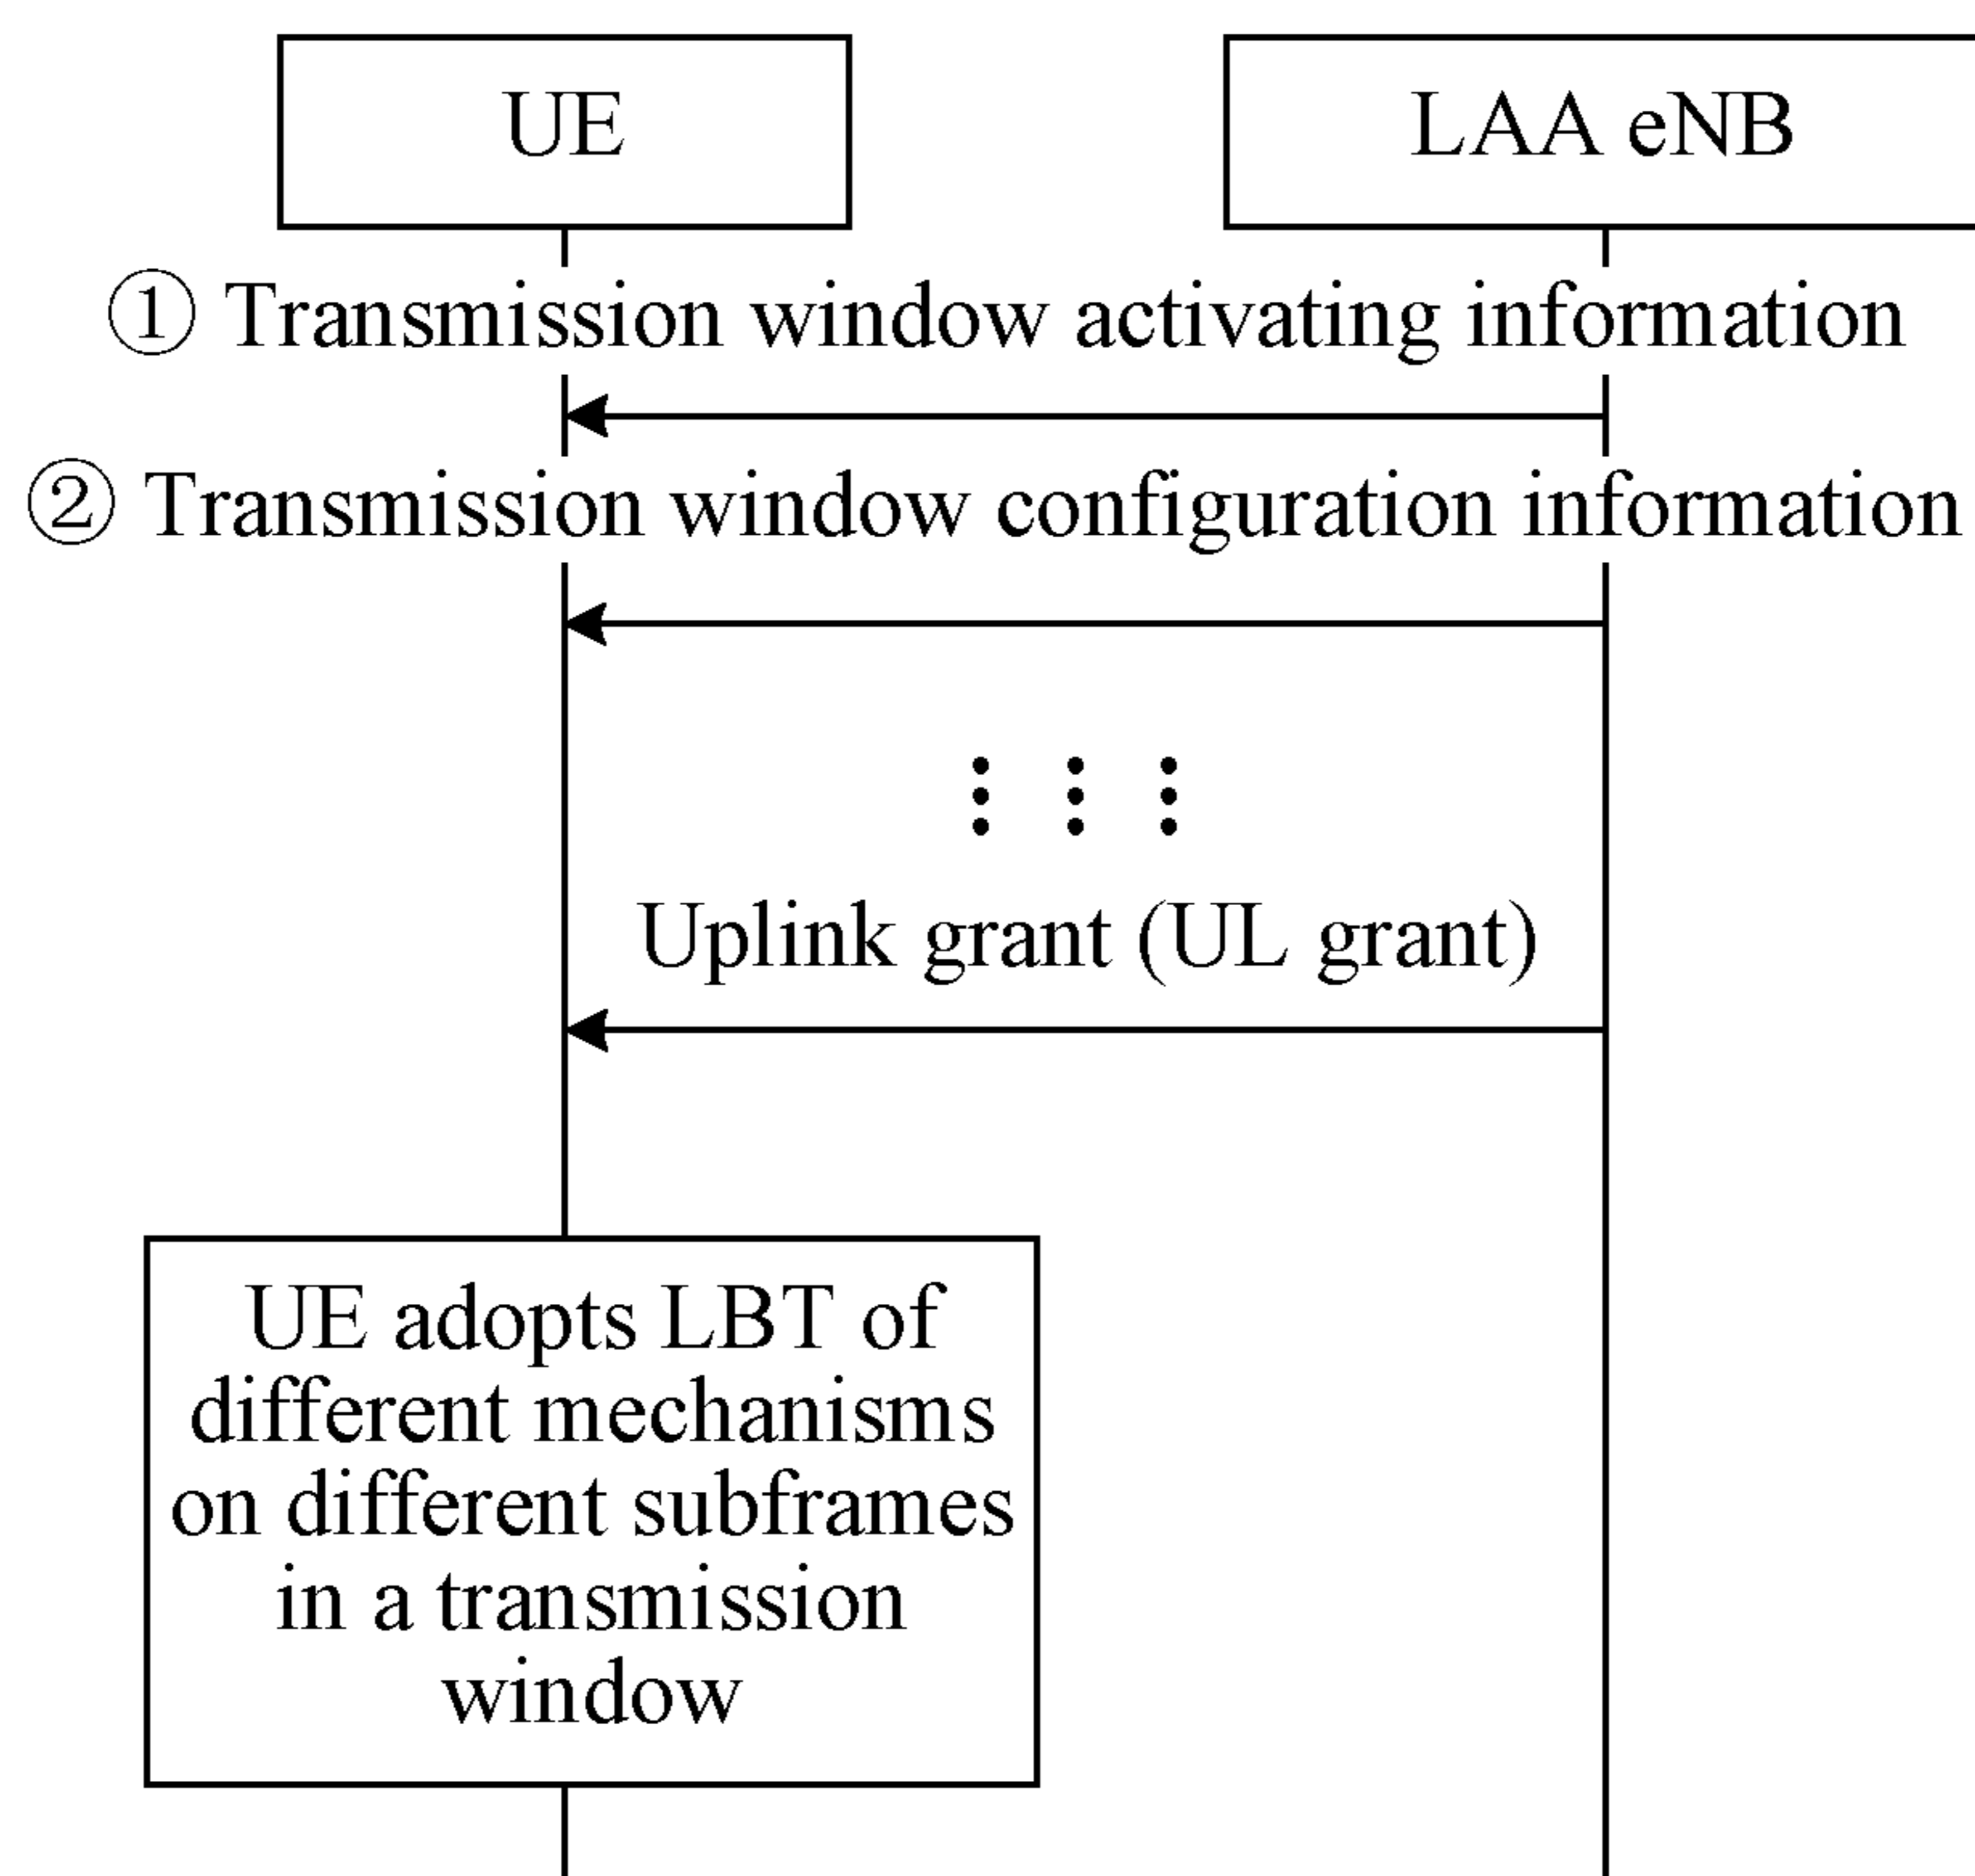 UE
LAA eNB
① Transmission window activating information
② Transmission window configuration information
Uplink grant (UL grant)
UE adopts LBT of
different mechanisms
on different subframes
in a transmission
window